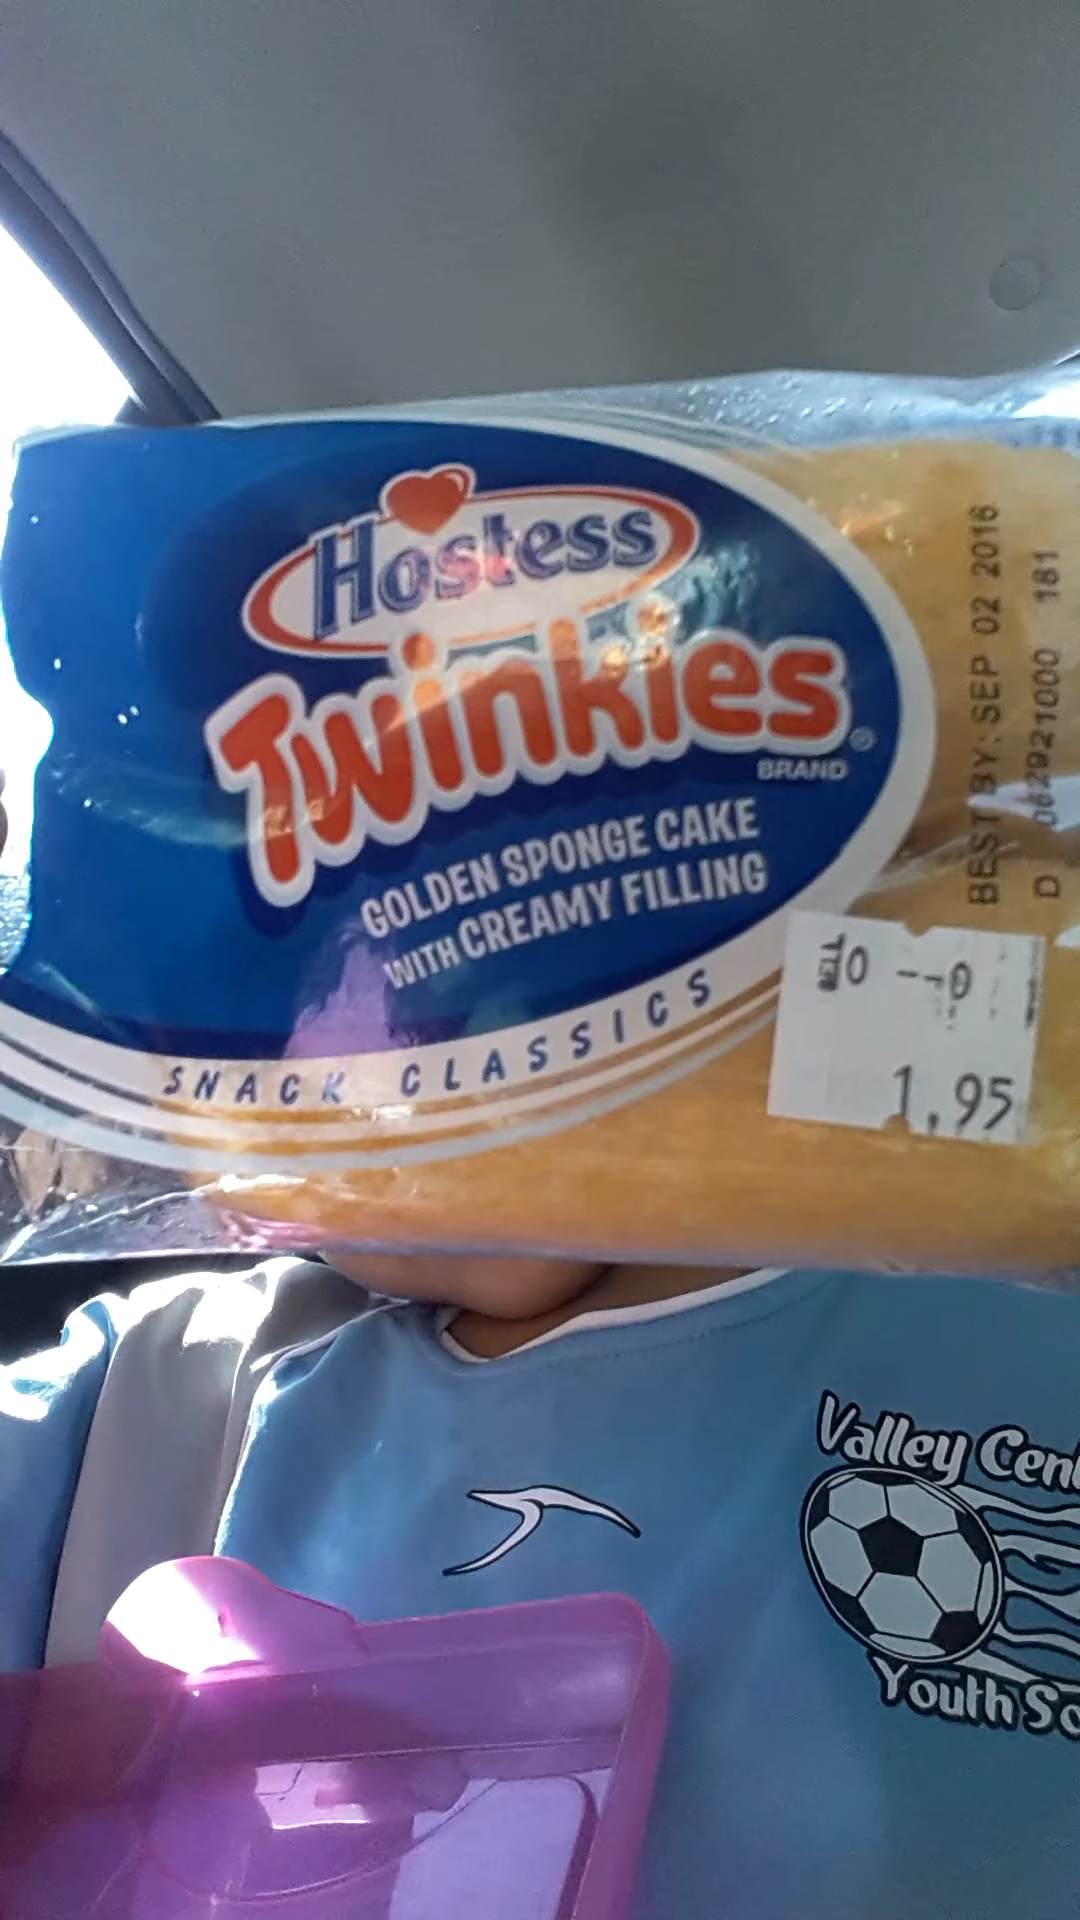 Hostess
Twinkies®
BRAND
GOLDEN SPONGE CAKE
WITH CREAMY FILLING
SNACK CLASSICS
BEST BY: SEP 02 2016
D 062921000 181
1.95
Valley Cen
Youth So